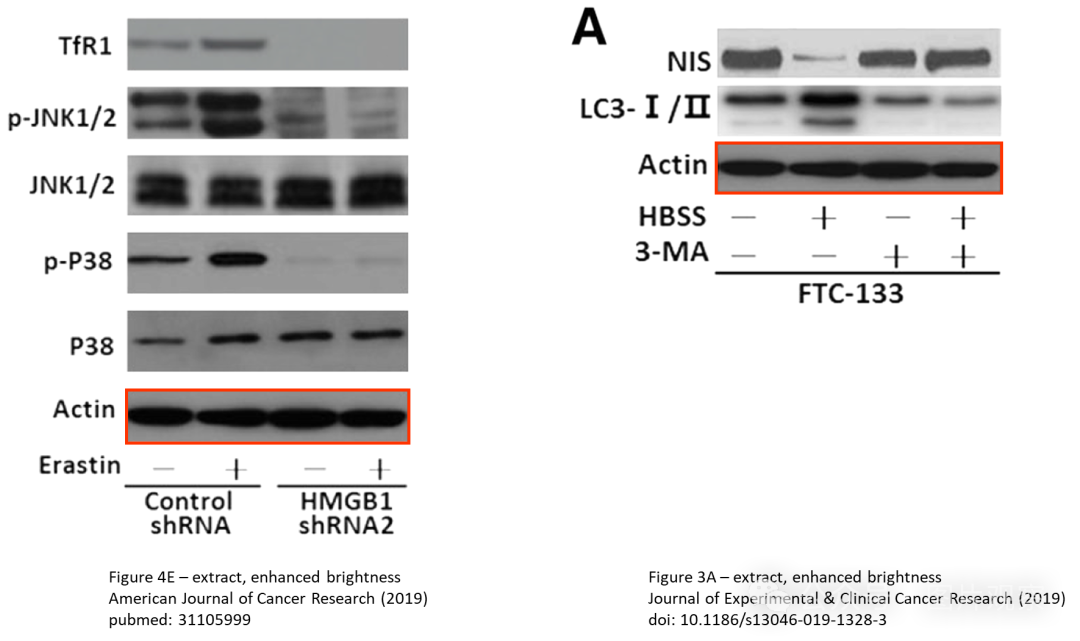 TfR1
p-JNK1/2
JNK1/2
p-P38
P38
Actin
Erastin — + — +
Control HMGB1
shRNA shRNA2
Figure 4E – extract, enhanced brightness
American Journal of Cancer Research (2019)
pubmed: 31105999
A
NIS
LC3- I / II
Actin
HBSS — + — +
3-MA — — + +
FTC-133
Figure 3A – extract, enhanced brightness
Journal of Experimental & Clinical Cancer Research (2019)
doi: 10.1186/s13046-019-1328-3